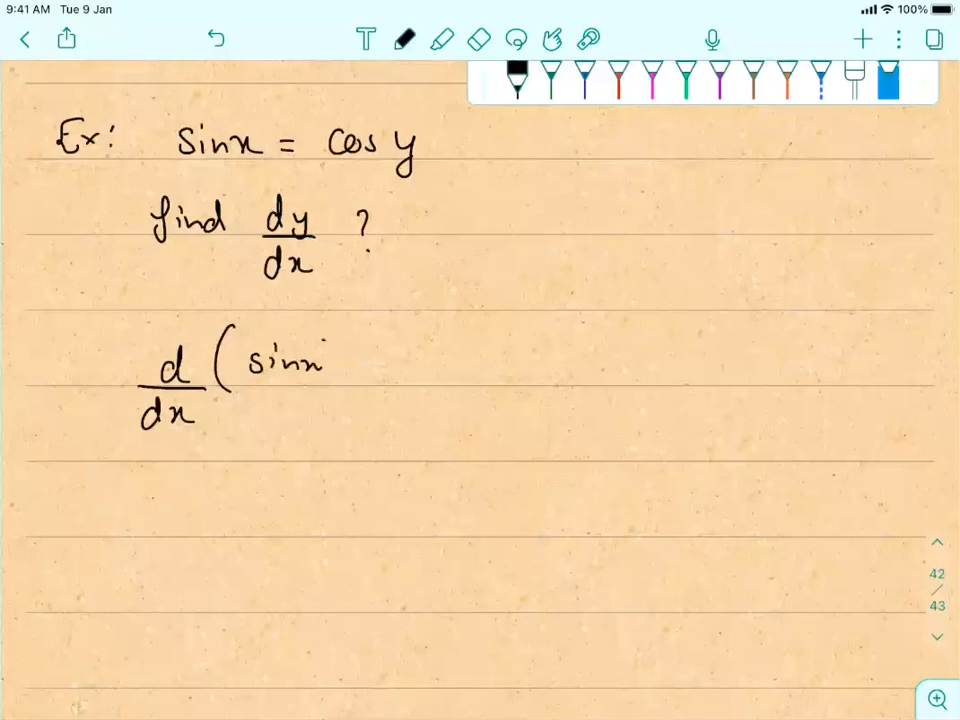 9:41 AM Tue 9 Jan 100%
T
Ex: sinx = cos y
find dy/dx ?
d/dx ( sinx
42
/
43